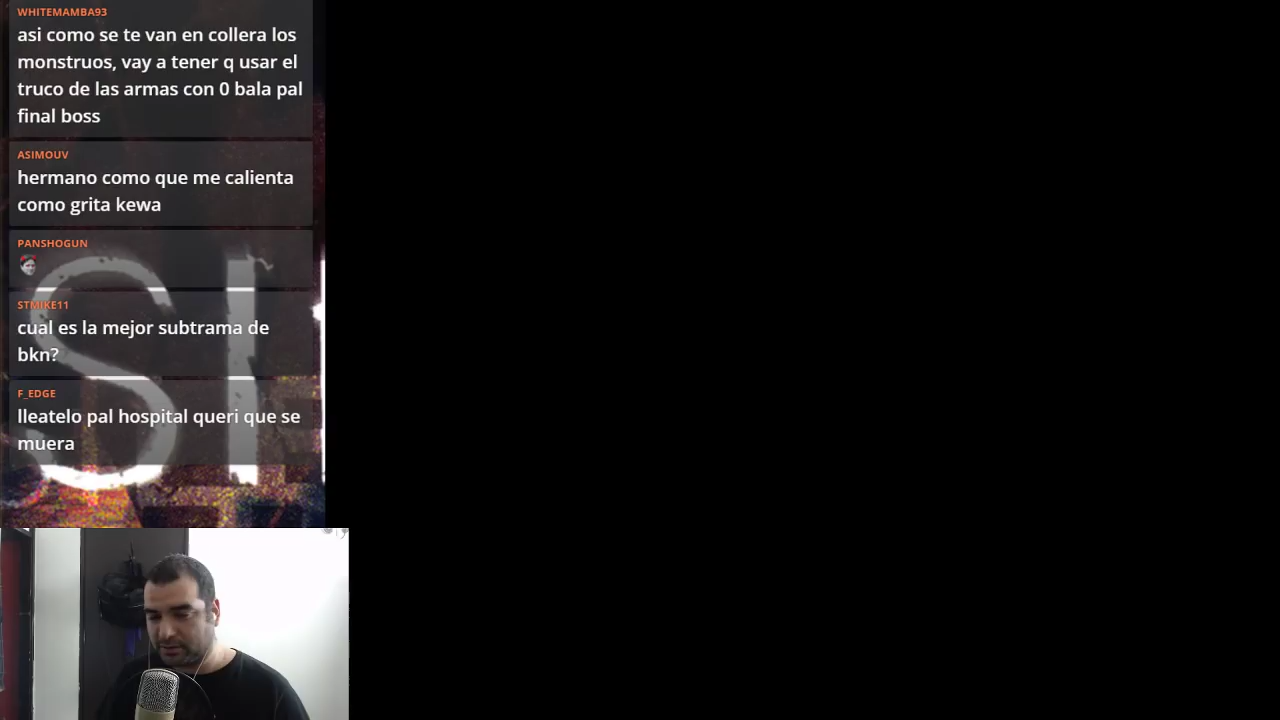 WHITEMAMBA93
asi como se te van en collera los
monstruos, vay a tener q usar el
truco de las armas con 0 bala pal
final boss
ASIMOUV
hermano como que me calienta
como grita kewa
PANSHOGUN
STMIKE11
cual es la mejor subtrama de
bkn?
F_EDGE
lleatelo pal hospital queri que se
muera
SI